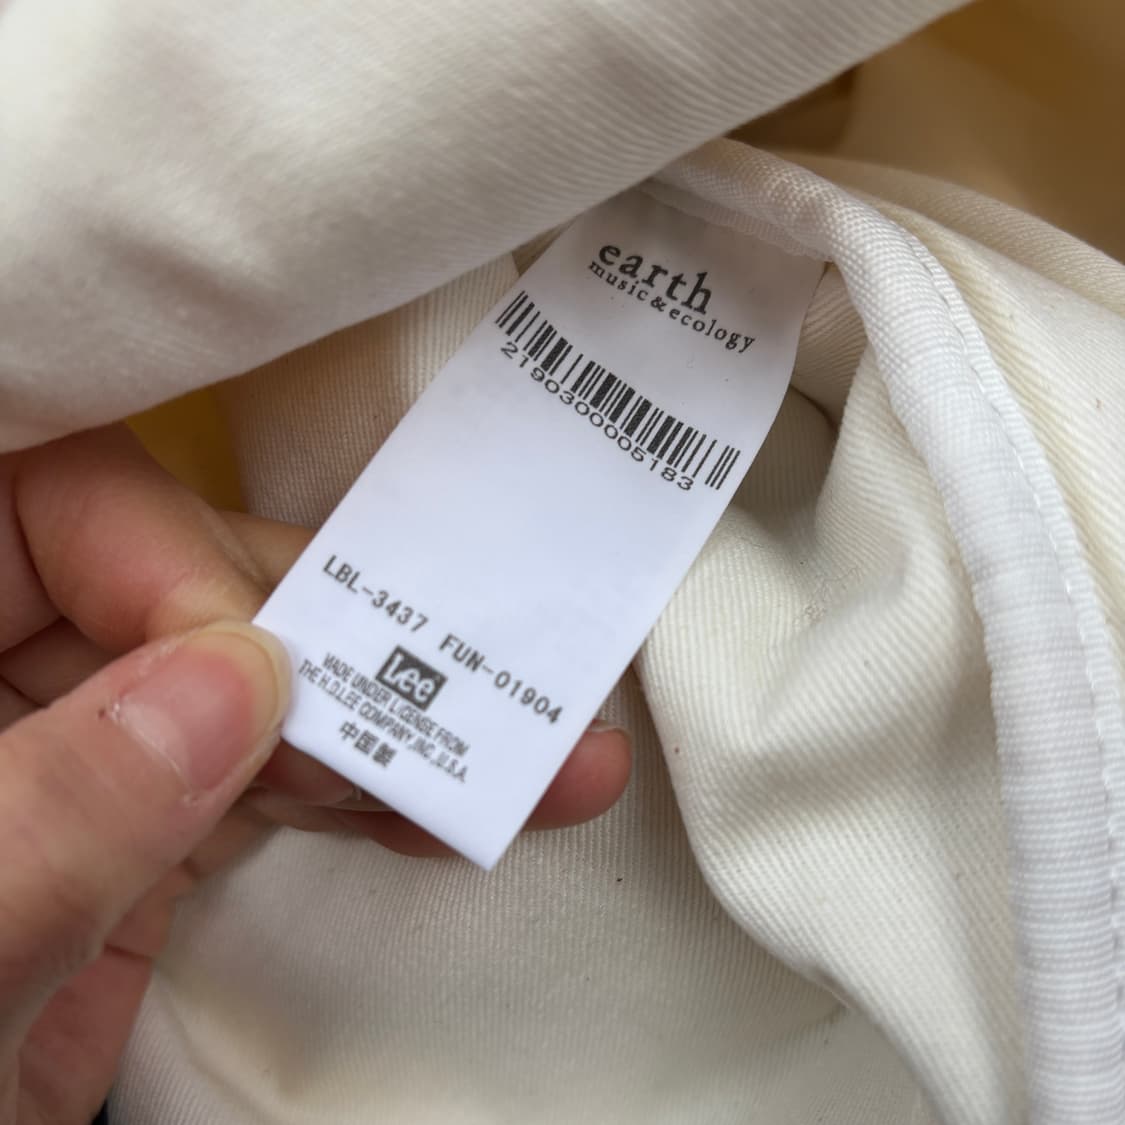 earth
music&ecology
2190300005183
LBL-3437 FUN-01904
Lee
MADE UNDER LICENSE FROM
THE H.D.LEE COMPANY,INC.,U.S.A.
中国製